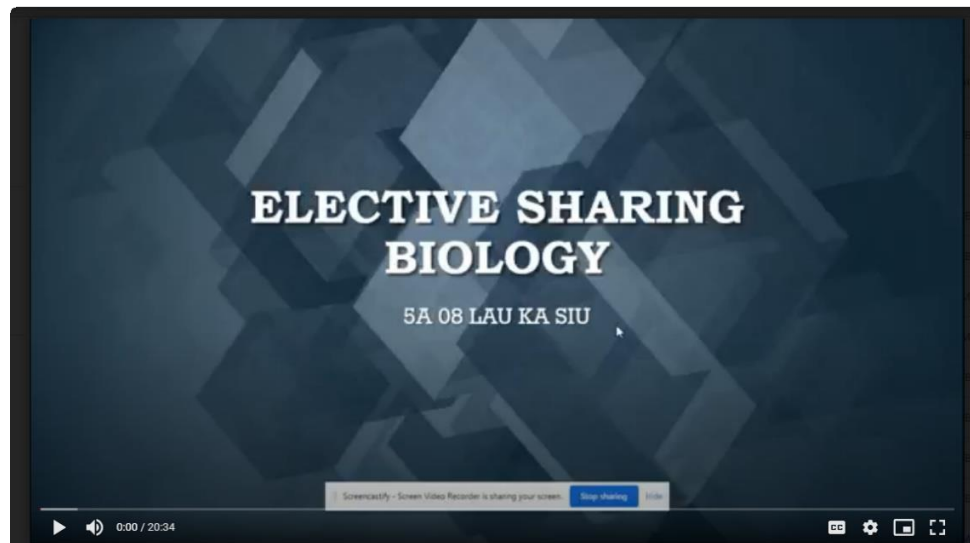 ELECTIVE SHARING
BIOLOGY
5A 08 LAU KA SIU
Screencastify - Screen Video Recorder is sharing your screen.
Stop sharing
Hide
0:00 / 20:34
CC